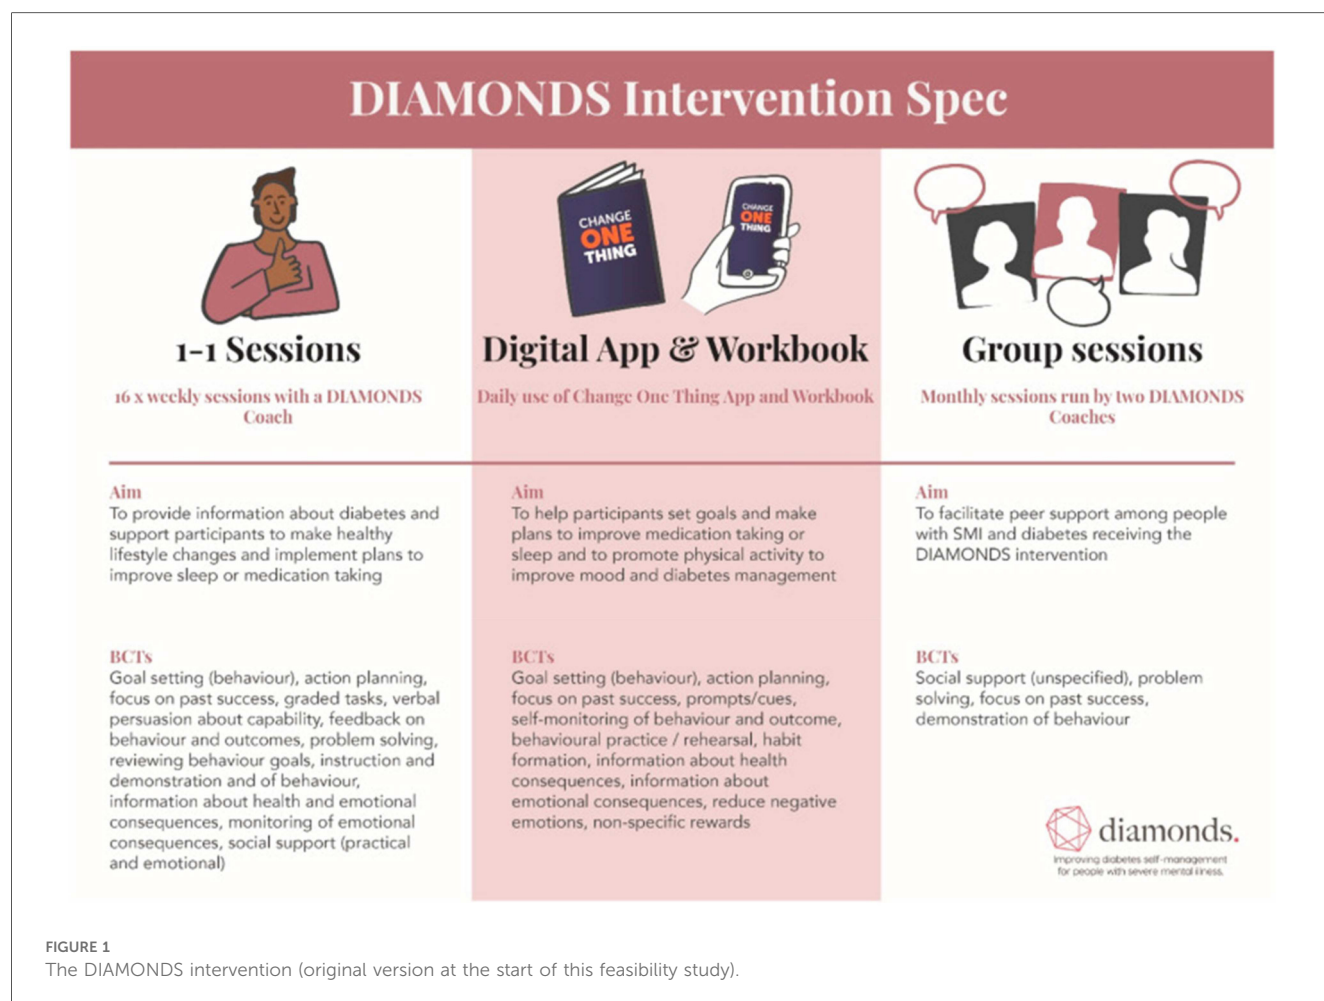 DIAMONDS Intervention Spec
CHANGE
ONE
THING
CHANGE
ONE
THING
1-1 Sessions
16 x weekly sessions with a DIAMONDS
Coach
Digital App & Workbook
Daily use of Change One Thing App and Workbook
Group sessions
Monthly sessions run by two DIAMONDS
Coaches
Aim
To provide information about diabetes and
support participants to make healthy
lifestyle changes and implement plans to
improve sleep or medication taking
Aim
To help participants set goals and make
plans to improve medication taking or
sleep and to promote physical activity to
improve mood and diabetes management
Aim
To facilitate peer support among people
with SMI and diabetes receiving the
DIAMONDS intervention
BCTs
Goal setting (behaviour), action planning,
focus on past success, graded tasks, verbal
persuasion about capability, feedback on
behaviour and outcomes, problem solving,
reviewing behaviour goals, instruction and
demonstration and of behaviour,
information about health and emotional
consequences, monitoring of emotional
consequences, social support (practical
and emotional)
BCTs
Goal setting (behaviour), action planning,
focus on past success, prompts/cues,
self-monitoring of behaviour and outcome,
behavioural practice / rehearsal, habit
formation, information about health
consequences, information about
emotional consequences, reduce negative
emotions, non-specific rewards
BCTs
Social support (unspecified), problem
solving, focus on past success,
demonstration of behaviour
diamonds.
Improving diabetes self-management
for people with severe mental illness.
FIGURE 1
The DIAMONDS intervention (original version at the start of this feasibility study).